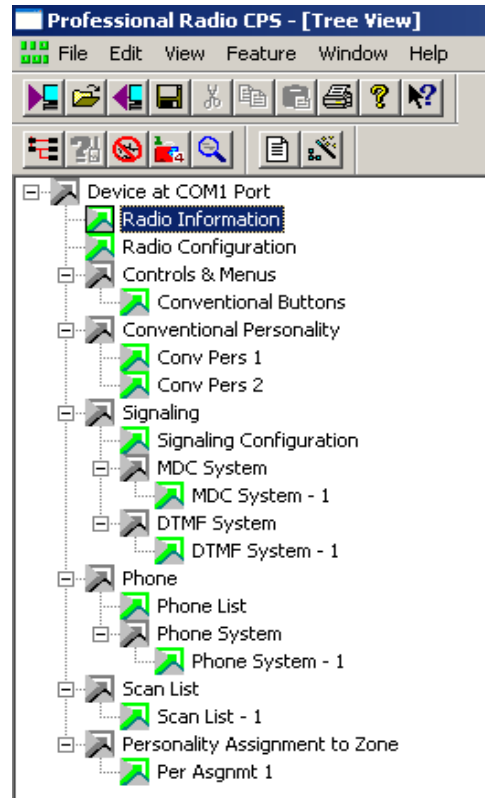 Professional Radio CPS - [Tree View]
File Edit View Feature Window Help
4
Device at COM1 Port
Radio Information
Radio Configuration
Controls & Menus
Conventional Buttons
Conventional Personality
Conv Pers 1
Conv Pers 2
Signaling
Signaling Configuration
MDC System
MDC System - 1
DTMF System
DTMF System - 1
Phone
Phone List
Phone System
Phone System - 1
Scan List
Scan List - 1
Personality Assignment to Zone
Per Asgnmt 1